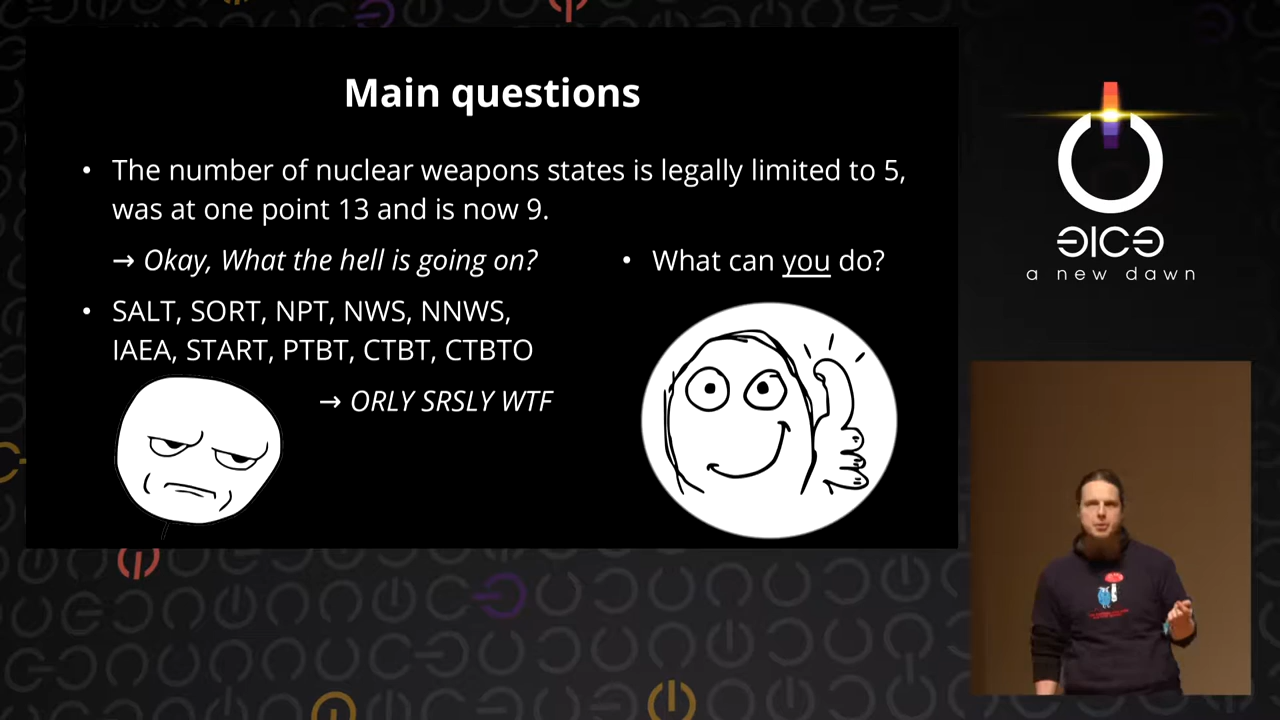 Main questions
• The number of nuclear weapons states is legally limited to 5,
was at one point 13 and is now 9.
→ Okay, What the hell is going on?
• What can you do?
• SALT, SORT, NPT, NWS, NNWS,
IAEA, START, PTBT, CTBT, CTBTO
→ ORLY SRSLY WTF
a new dawn